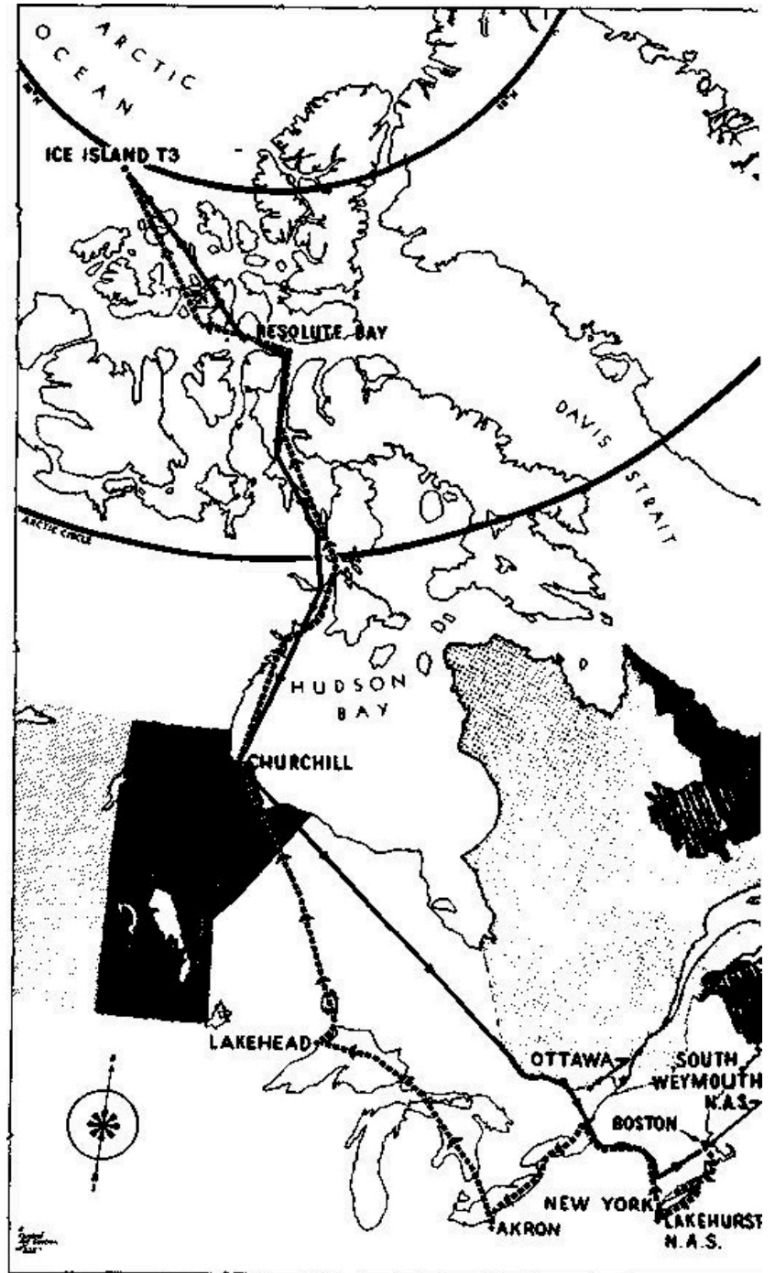 ARCTIC
OCEAN
80°N
ICE ISLAND T3
RESOLUTE BAY
DAVIS STRAIT
ARCTIC CIRCLE
HUDSON
BAY
CHURCHILL
LAKEHEAD
OTTAWA
SOUTH
WEYMOUTH
N.A.S.
BOSTON
NEW YORK
AKRON
LAKEHURST
N.A.S.